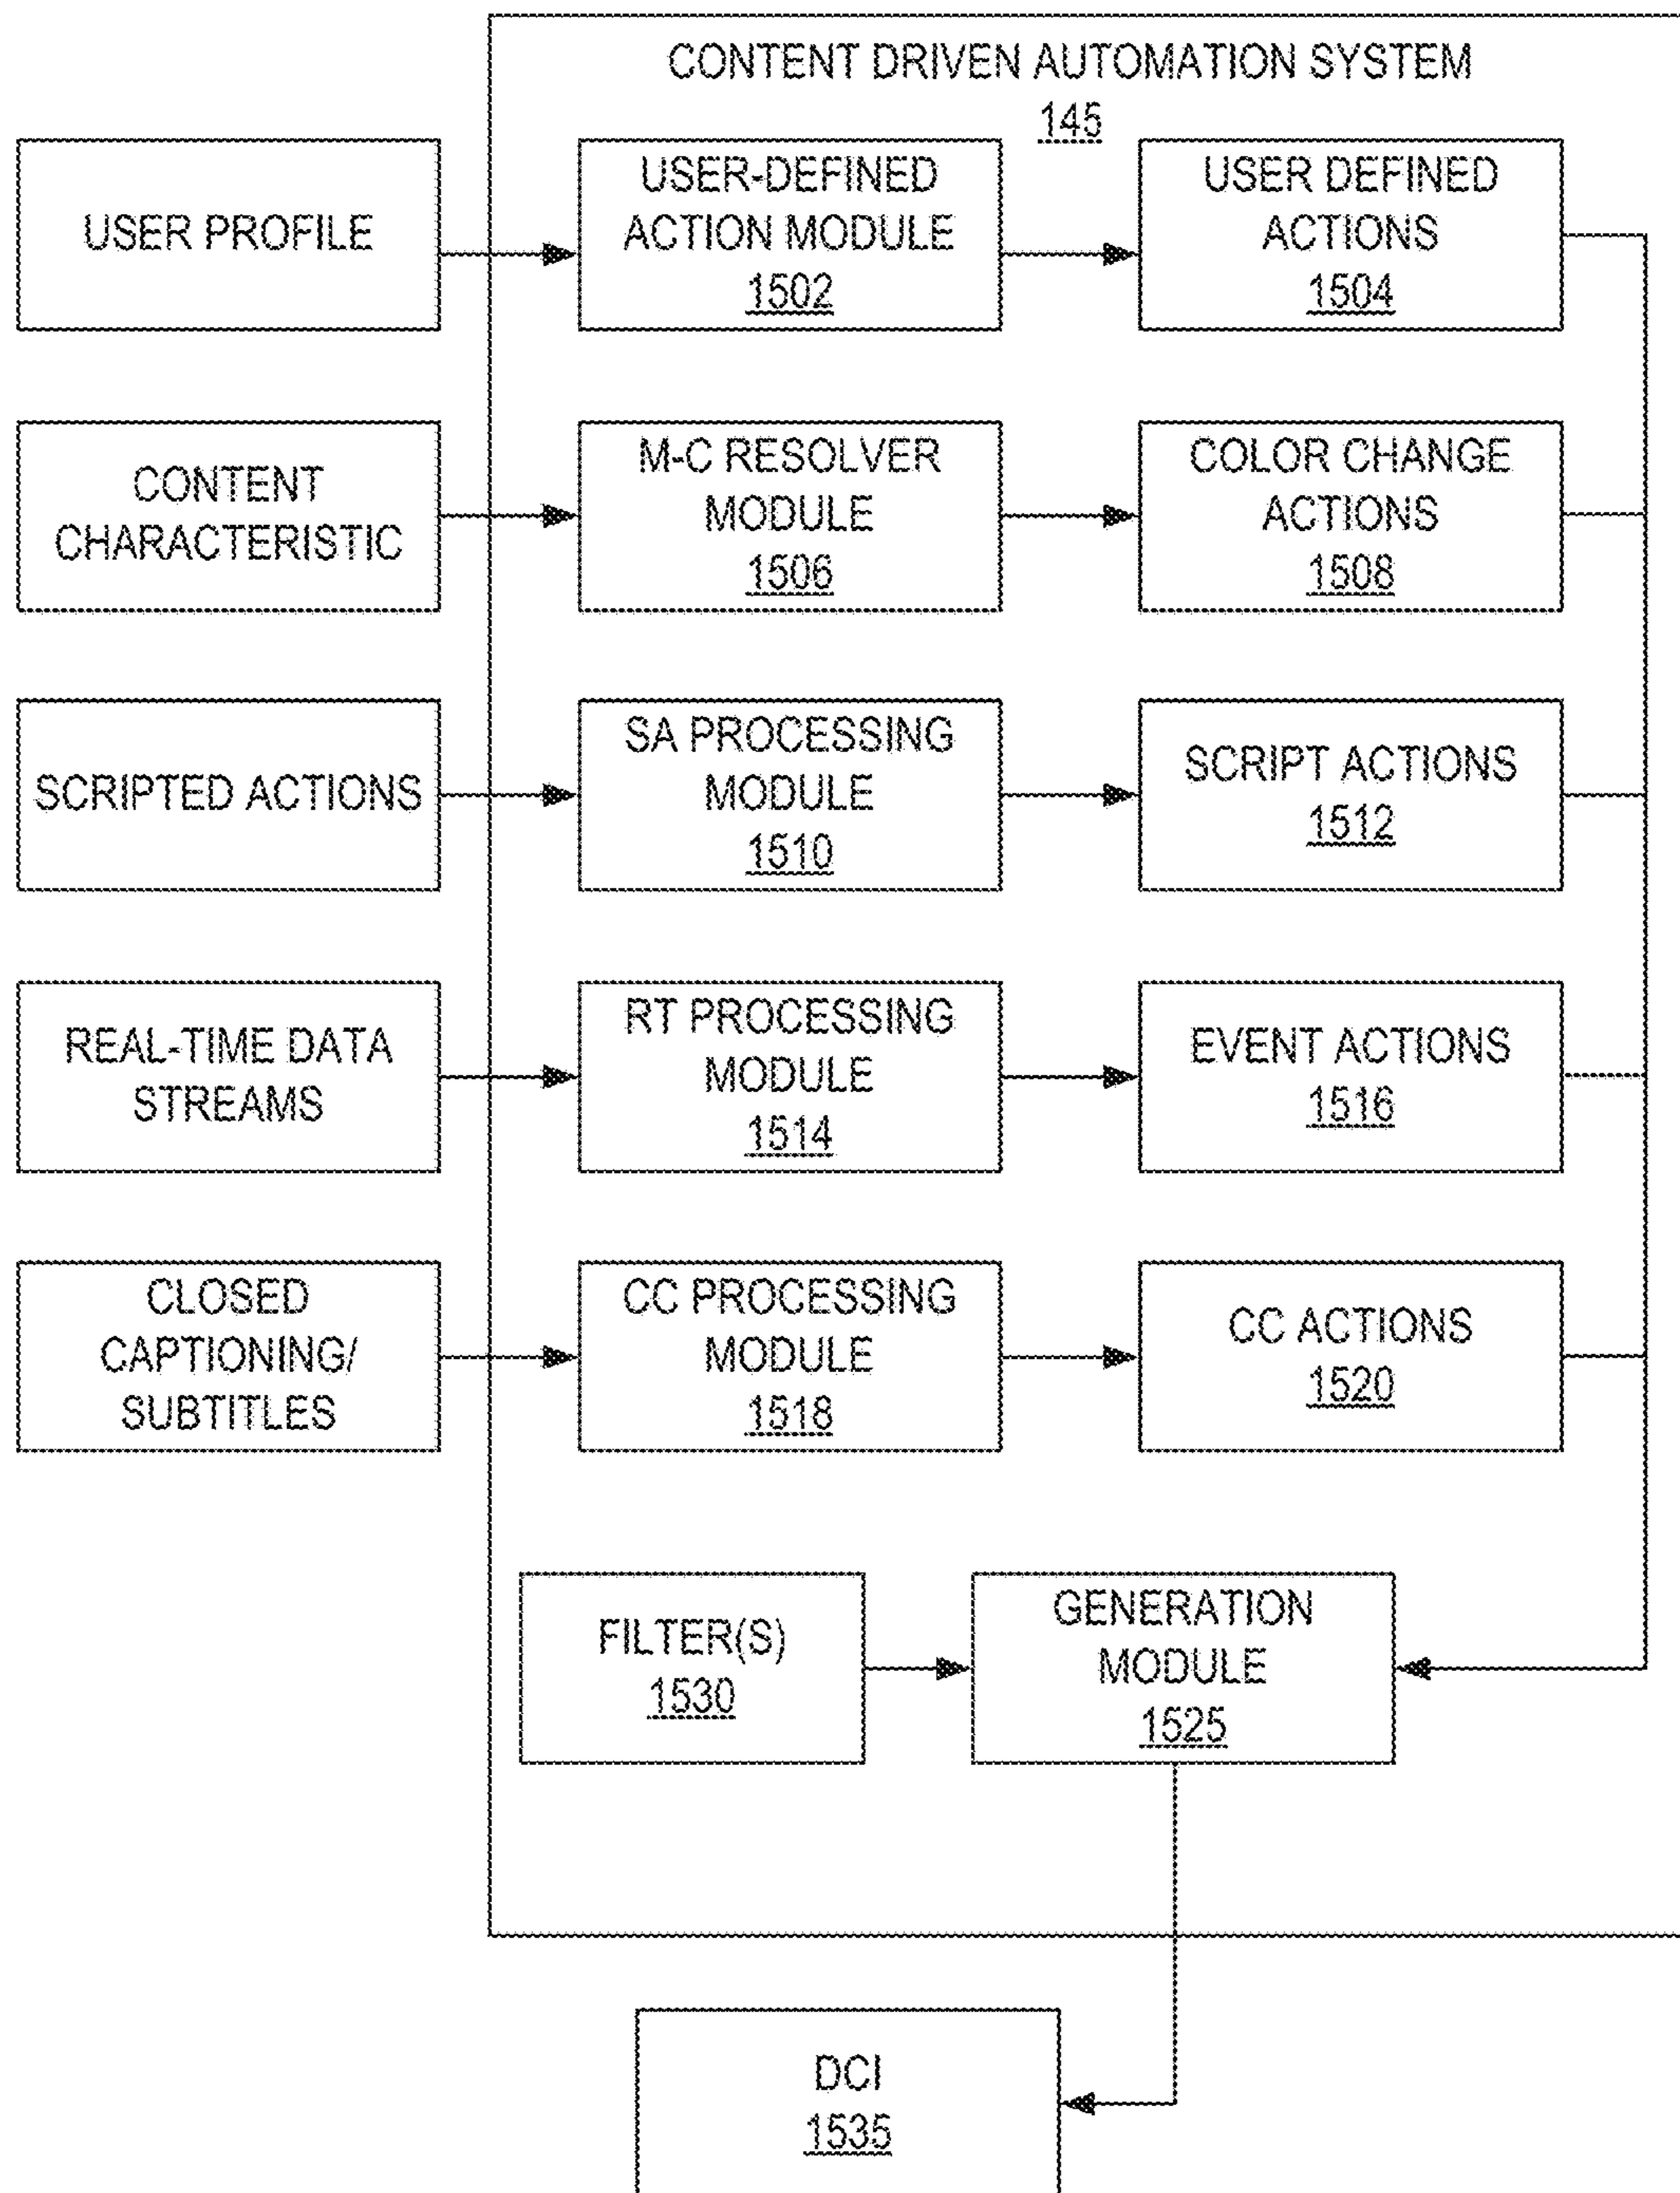 CONTENT DRIVEN AUTOMATION SYSTEM
145
USER PROFILE
USER-DEFINED
ACTION MODULE
1502
USER DEFINED
ACTIONS
1504
CONTENT
CHARACTERISTIC
M-C RESOLVER
MODULE
1506
COLOR CHANGE
ACTIONS
1508
SCRIPTED ACTIONS
SA PROCESSING
MODULE
1510
SCRIPT ACTIONS
1512
REAL-TIME DATA
STREAMS
RT PROCESSING
MODULE
1514
EVENT ACTIONS
1516
CLOSED
CAPTIONING/
SUBTITLES
CC PROCESSING
MODULE
1518
CC ACTIONS
1520
FILTER(S)
1530
GENERATION
MODULE
1525
DCI
1535